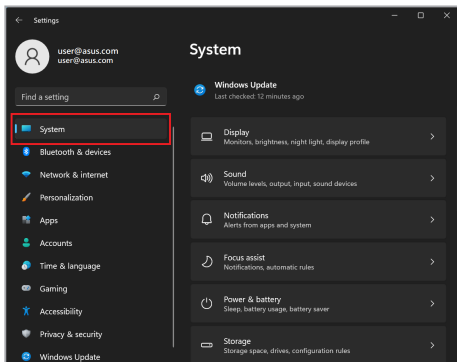 Settings
user@asus.com
user@asus.com
Find a setting
System
Bluetooth & devices
Network & internet
Personalization
Apps
Accounts
Time & language
Gaming
Accessibility
Privacy & security
Windows Update
System
Windows Update
Last checked: 12 minutes ago
Display
Monitors, brightness, night light, display profile
Sound
Volume levels, output, input, sound devices
Notifications
Alerts from apps and system
Focus assist
Notifications, automatic rules
Power & battery
Sleep, battery usage, battery saver
Storage
Storage space, drives, configuration rules